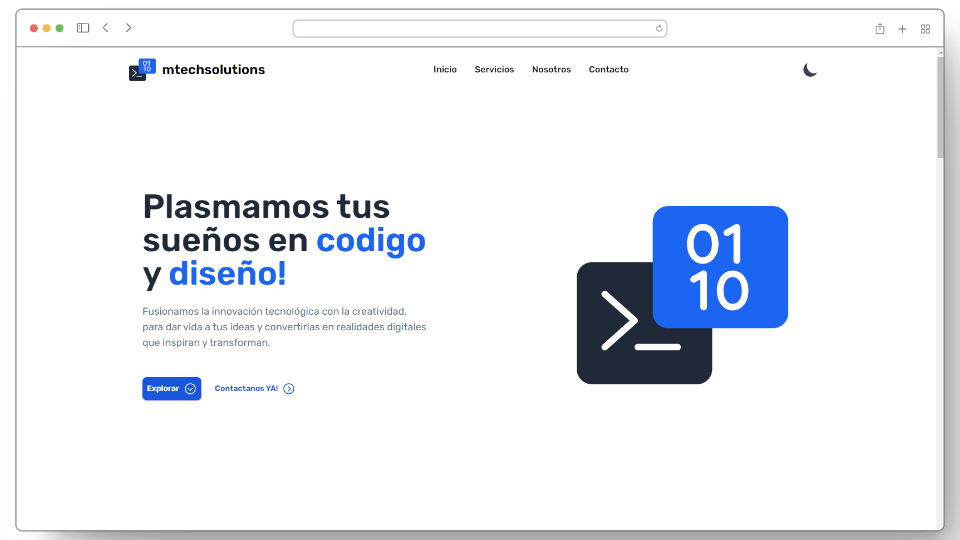 01
10
mtechsolutions
Inicio
Servicios
Nosotros
Contacto
Plasmamos tus
sueños en codigo
y diseño!
Fusionamos la innovación tecnológica con la creatividad,
para dar vida a tus ideas y convertirlas en realidades digitales
que inspiran y transforman.
Explorar
Contactanos YA!
01
10
>_